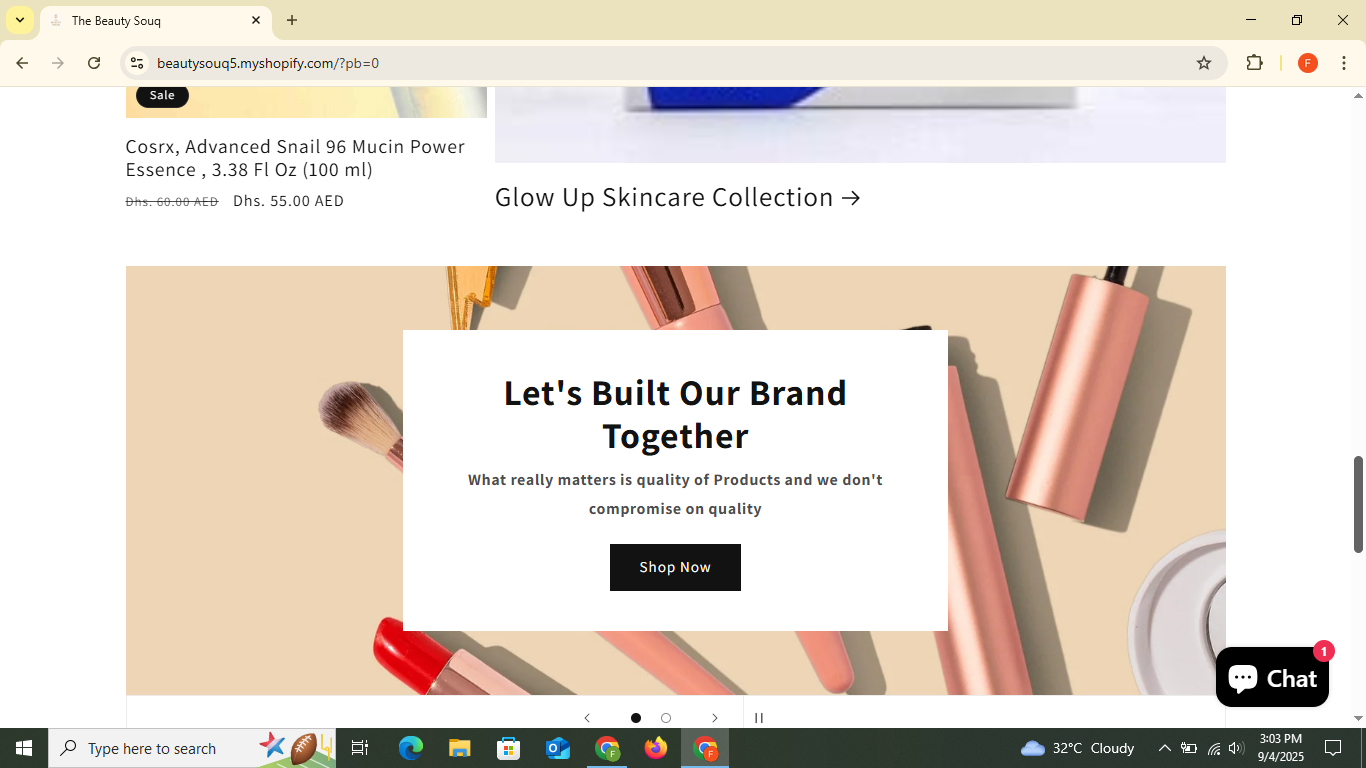 The Beauty Souq
beautysouq5.myshopify.com/?pb=0
F
Sale
Cosrx, Advanced Snail 96 Mucin Power
Essence , 3.38 Fl Oz (100 ml)
Dhs. 60.00 AED Dhs. 55.00 AED
Glow Up Skincare Collection →
Let's Built Our Brand
Together
What really matters is quality of Products and we don't
compromise on quality
Shop Now
1
Chat
Type here to search
32°C Cloudy
3:03 PM
9/4/2025